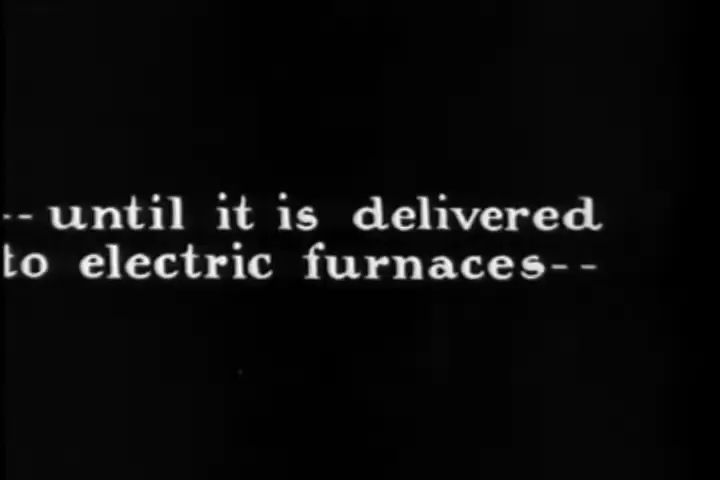 -- until it is delivered
to electric furnaces--